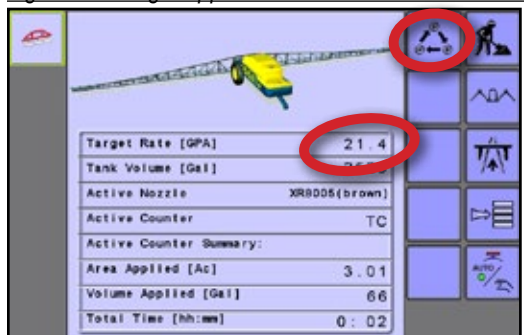 Target Rate [GPA] 21.4
Tank Volume [Gal]
Active Nozzle XR8005(brown)
Active Counter TC
Active Counter Summary:
Area Applied [Ac] 3.01
Volume Applied [Gal] 66
Total Time [hh:mm] 0:02
AUTO